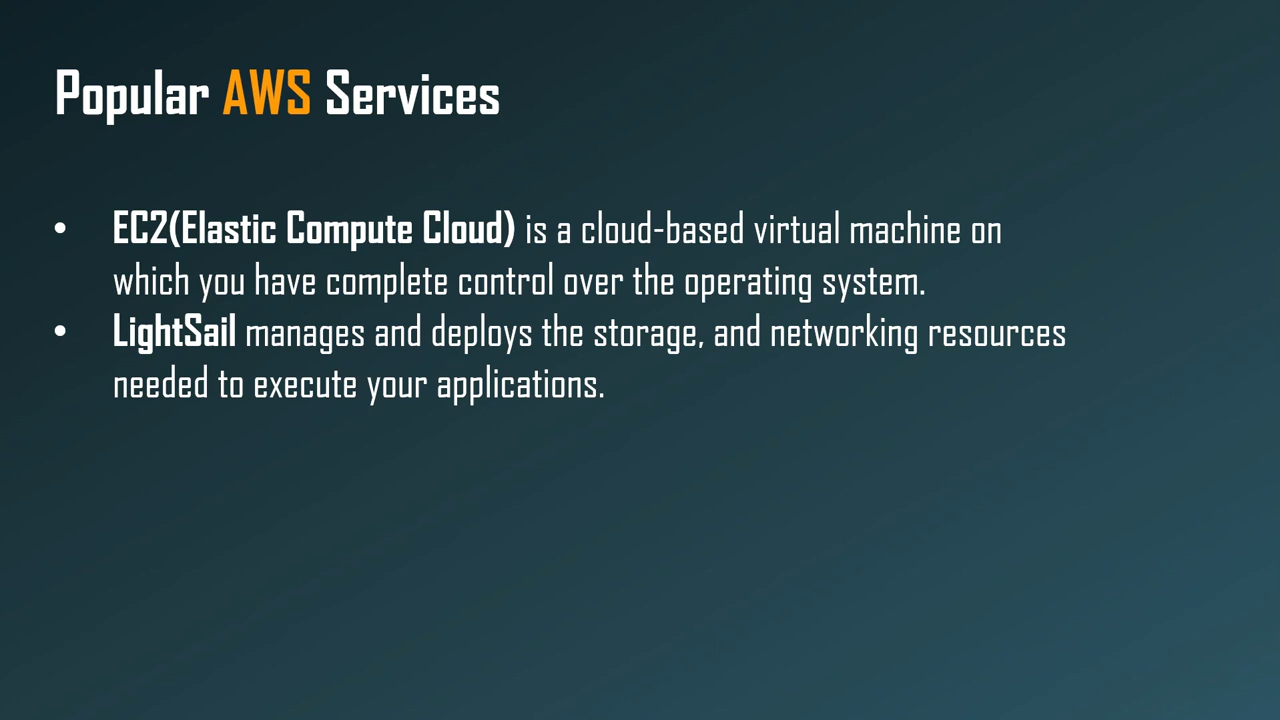 Popular AWS Services
• EC2(Elastic Compute Cloud) is a cloud-based virtual machine on
which you have complete control over the operating system.
• LightSail manages and deploys the storage, and networking resources
needed to execute your applications.